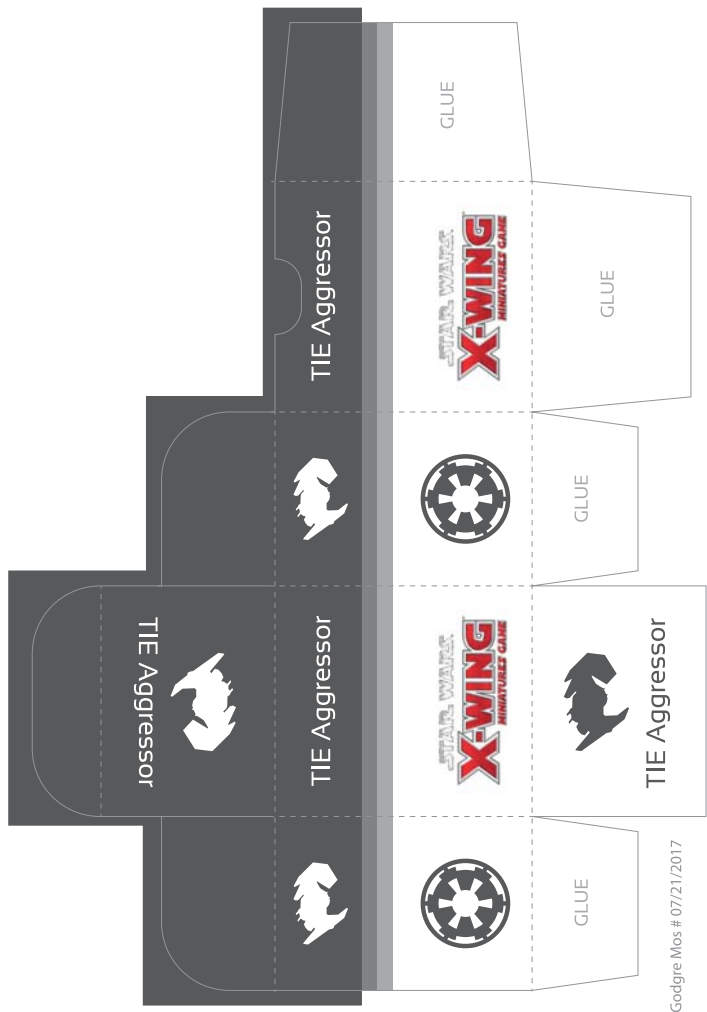 GLUE
TIE Aggressor
STAR WARS
X-WING
MINIATURES GAME
GLUE
GLUE
TIE Aggressor
TIE Aggressor
STAR WARS
X-WING
MINIATURES GAME
TIE Aggressor
GLUE
Godgre Mos # 07/21/2017